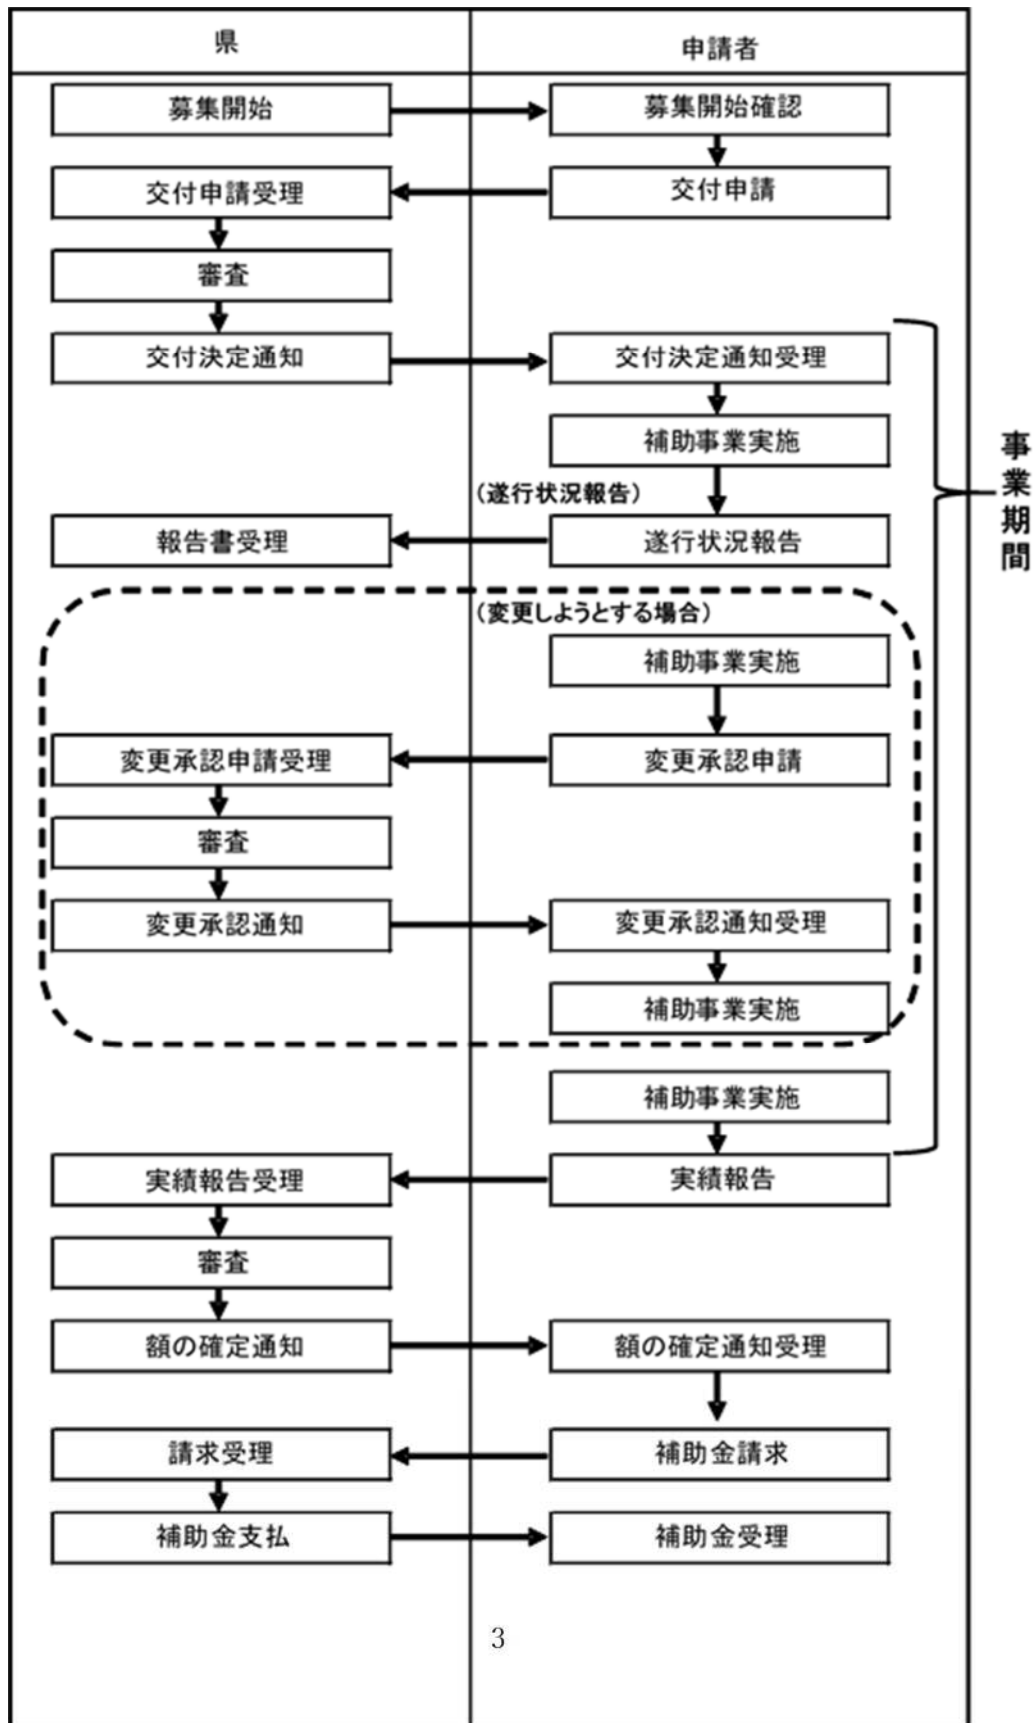 県
申請者
募集開始
募集開始確認
交付申請受理
交付申請
審査
交付決定通知
交付決定通知受理
補助事業実施
（遂行状況報告）
報告書受理
遂行状況報告
（変更しようとする場合）
補助事業実施
変更承認申請受理
変更承認申請
審査
変更承認通知
変更承認通知受理
補助事業実施
補助事業実施
実績報告受理
実績報告
審査
額の確定通知
額の確定通知受理
請求受理
補助金請求
補助金支払
補助金受理
事業期間
3